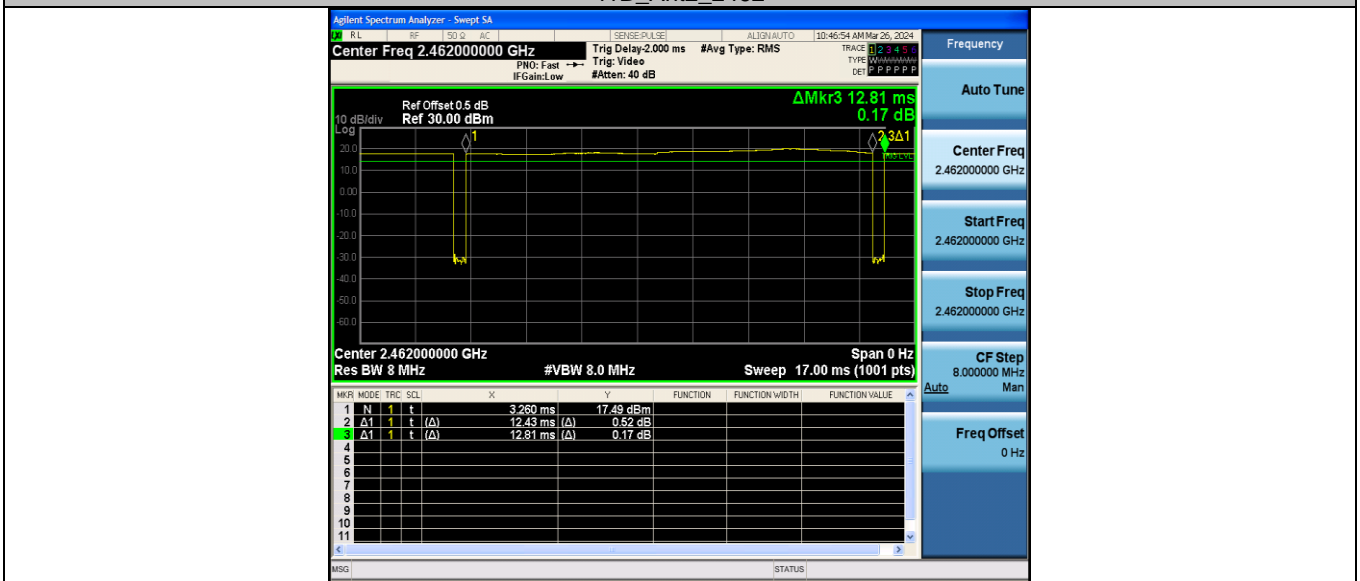 Agilent Spectrum Analyzer - Swept SA
RL RF 50 Ω AC SENSE:PULSE ALIGNAUTO 10:46:54 AM Mar 26, 2024
Center Freq 2.462000000 GHz
PNO: Fast
IFGain:Low
Trig Delay-2.000 ms
Trig: Video
#Atten: 40 dB
#Avg Type: RMS
TRACE 1 2 3 4 5 6
TYPE W
DET P P P P P P
Ref Offset 0.5 dB
10 dB/div Ref 30.00 dBm
Log
ΔMkr3 12.81 ms
0.17 dB
1
2 3Δ1
20.0
10.0
0.00
-10.0
-20.0
-30.0
-40.0
-50.0
-60.0
Center 2.462000000 GHz Span 0 Hz
Res BW 8 MHz #VBW 8.0 MHz Sweep 17.00 ms (1001 pts)
MKR MODE TRC SCL X Y FUNCTION FUNCTION WIDTH FUNCTION VALUE
1 N 1 t 3.260 ms 17.49 dBm
2 Δ1 1 t (Δ) 12.43 ms (Δ) 0.52 dB
3 Δ1 1 t (Δ) 12.81 ms (Δ) 0.17 dB
4
5
6
7
8
9
10
11
MSG STATUS
Frequency
Auto Tune
Center Freq
2.462000000 GHz
Start Freq
2.462000000 GHz
Stop Freq
2.462000000 GHz
CF Step
8.000000 MHz
Auto Man
Freq Offset
0 Hz